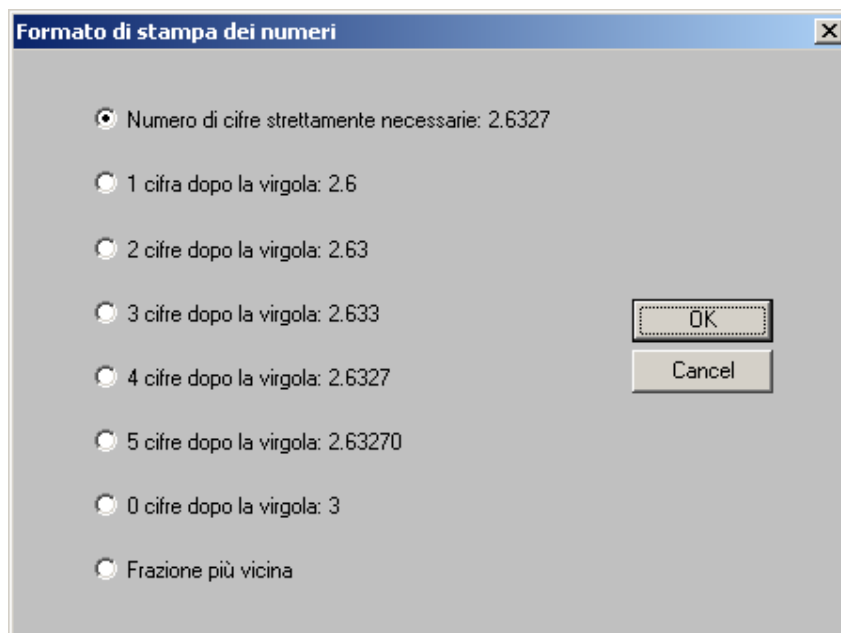 Formato di stampa dei numeri
Numero di cifre strettamente necessarie: 2.6327
1 cifra dopo la virgola: 2.6
2 cifre dopo la virgola: 2.63
3 cifre dopo la virgola: 2.633
OK
4 cifre dopo la virgola: 2.6327
Cancel
5 cifre dopo la virgola: 2.63270
0 cifre dopo la virgola: 3
Frazione più vicina